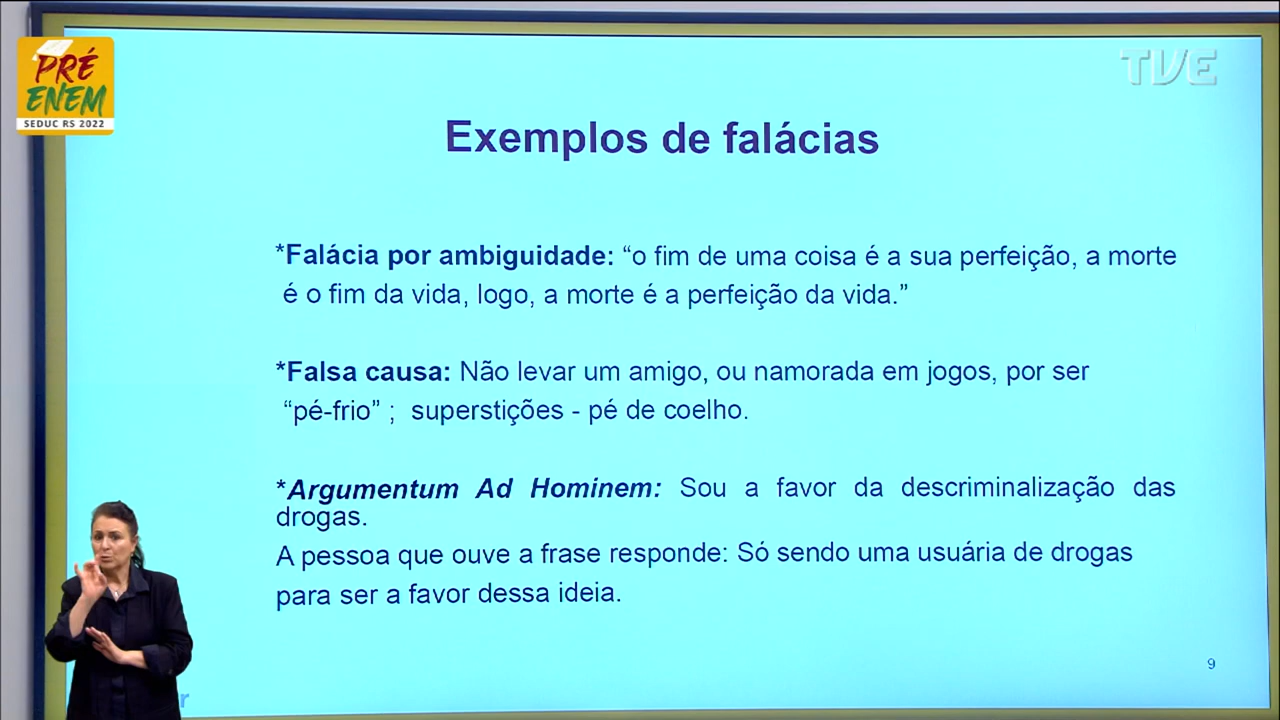 PRÉ
ENEM
SEDUC RS 2022
TVE
Exemplos de falácias
*Falácia por ambiguidade: “o fim de uma coisa é a sua perfeição, a morte
é o fim da vida, logo, a morte é a perfeição da vida.”
*Falsa causa: Não levar um amigo, ou namorada em jogos, por ser
“pé-frio” ; superstições - pé de coelho.
*Argumentum Ad Hominem: Sou a favor da descriminalização das
drogas.
A pessoa que ouve a frase responde: Só sendo uma usuária de drogas
para ser a favor dessa ideia.
9